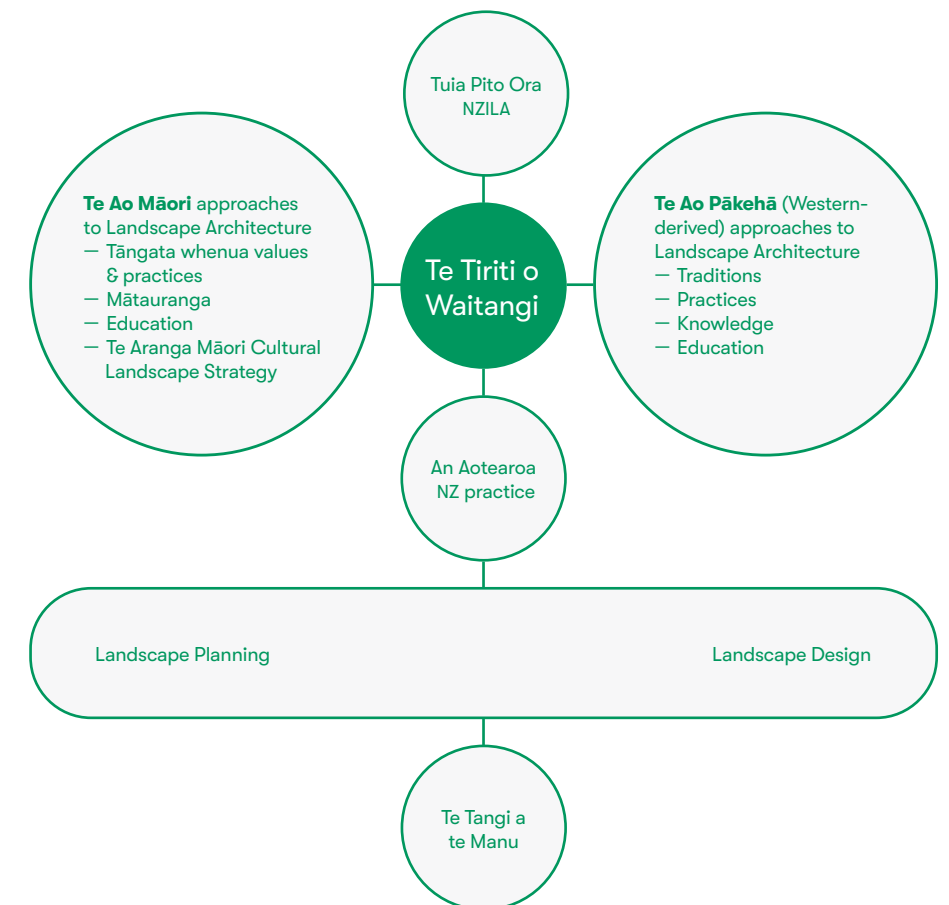 Tuia Pito Ora
NZILA
Te Ao Māori approaches
to Landscape Architecture
— Tāngata whenua values
& practices
— Mātauranga
— Education
— Te Aranga Māori Cultural
Landscape Strategy
Te Tiriti o
Waitangi
Te Ao Pākehā (Western-
derived) approaches to
Landscape Architecture
— Traditions
— Practices
— Knowledge
— Education
An Aotearoa
NZ practice
Landscape Planning
Landscape Design
Te Tangi a
te Manu